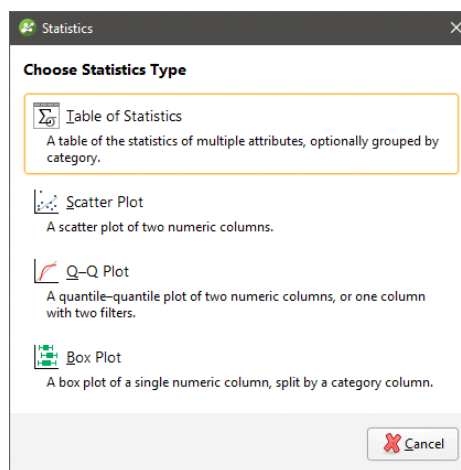 Statistics
Choose Statistics Type
Table of Statistics
A table of the statistics of multiple attributes, optionally grouped by
category.
Scatter Plot
A scatter plot of two numeric columns.
Q–Q Plot
A quantile–quantile plot of two numeric columns, or one column
with two filters.
Box Plot
A box plot of a single numeric column, split by a category column.
Cancel